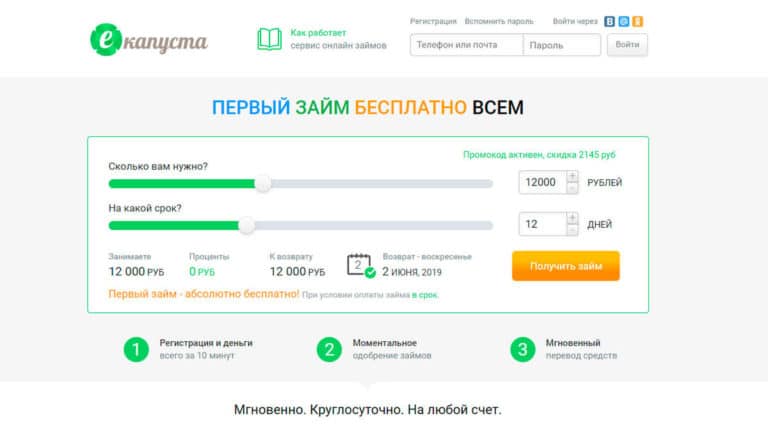 екапуста
Как работает
сервис онлайн займов
Регистрация Вспомнить пароль Войти через
Телефон или почта Пароль Войти
ПЕРВЫЙ ЗАЙМ БЕСПЛАТНО ВСЕМ
Промокод активен, скидка 2145 руб
Сколько вам нужно?
12000 + - РУБЛЕЙ
На какой срок?
12 + - ДНЕЙ
Занимаете Проценты К возврату Возврат - воскресенье
12 000 РУБ 0 РУБ 12 000 РУБ 2 2 ИЮНЯ, 2019
Получить займ
Первый займ - абсолютно бесплатно! При условии оплаты займа в срок.
1 Регистрация и деньги
всего за 10 минут
2 Моментальное
одобрение займов
3 Мгновенный
перевод средств
Мгновенно. Круглосуточно. На любой счет.